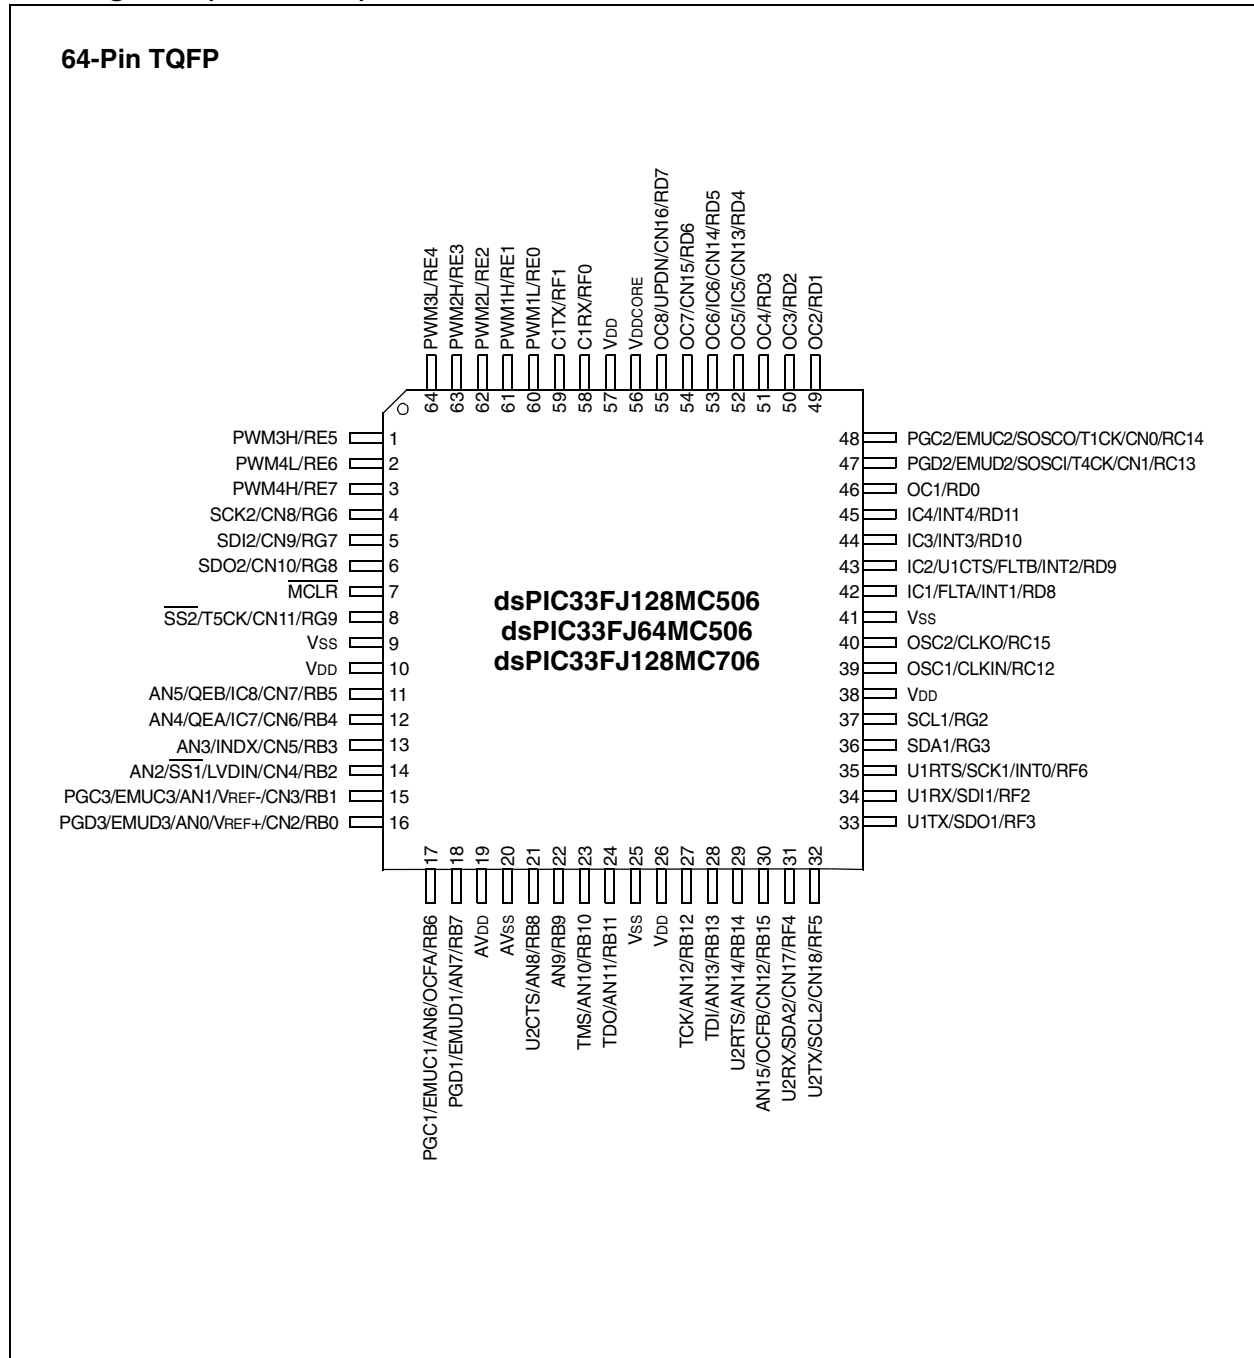 64-Pin TQFP
PWM3L/RE4
PWM2H/RE3
PWM2L/RE2
PWM1H/RE1
PWM1L/RE0
C1TX/RF1
C1RX/RF0
VDD
VDDCORE
OC8/UPDN/CN16/RD7
OC7/CN15/RD6
OC6/IC6/CN14/RD5
OC5/IC5/CN13/RD4
OC4/RD3
OC3/RD2
OC2/RD1
64 63 62 61 60 59 58 57 56 55 54 53 52 51 50 49
PWM3H/RE5 1
PWM4L/RE6 2
PWM4H/RE7 3
SCK2/CN8/RG6 4
SDI2/CN9/RG7 5
SDO2/CN10/RG8 6
MCLR 7
SS2/T5CK/CN11/RG9 8
VSS 9
VDD 10
AN5/QEB/IC8/CN7/RB5 11
AN4/QEA/IC7/CN6/RB4 12
AN3/INDX/CN5/RB3 13
AN2/SS1/LVDIN/CN4/RB2 14
PGC3/EMUC3/AN1/VREF-/CN3/RB1 15
PGD3/EMUD3/AN0/VREF+/CN2/RB0 16
dsPIC33FJ128MC506
dsPIC33FJ64MC506
dsPIC33FJ128MC706
48 PGC2/EMUC2/SOSCO/T1CK/CN0/RC14
47 PGD2/EMUD2/SOSCI/T4CK/CN1/RC13
46 OC1/RD0
45 IC4/INT4/RD11
44 IC3/INT3/RD10
43 IC2/U1CTS/FLTB/INT2/RD9
42 IC1/FLTA/INT1/RD8
41 VSS
40 OSC2/CLKO/RC15
39 OSC1/CLKIN/RC12
38 VDD
37 SCL1/RG2
36 SDA1/RG3
35 U1RTS/SCK1/INT0/RF6
34 U1RX/SDI1/RF2
33 U1TX/SDO1/RF3
17 18 19 20 21 22 23 24 25 26 27 28 29 30 31 32
PGC1/EMUC1/AN6/OCFA/RB6
PGD1/EMUD1/AN7/RB7
AVDD
AVSS
U2CTS/AN8/RB8
AN9/RB9
TMS/AN10/RB10
TDO/AN11/RB11
VSS
VDD
TCK/AN12/RB12
TDI/AN13/RB13
U2RTS/AN14/RB14
AN15/OCFB/CN12/RB15
U2RX/SDA2/CN17/RF4
U2TX/SCL2/CN18/RF5